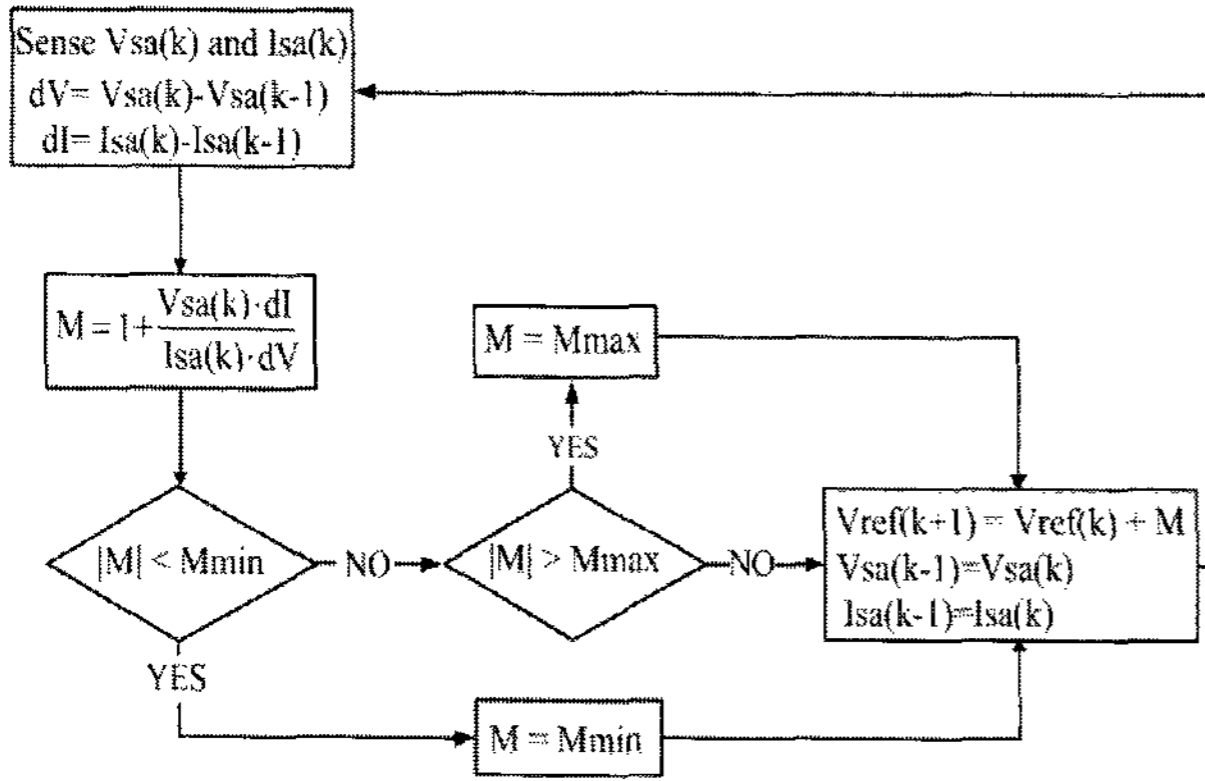 Sense Vsa(k) and Isa(k)
dV= Vsa(k)-Vsa(k-1)
dI= Isa(k)-Isa(k-1)
M = 1+ Vsa(k)·dI / Isa(k)·dV
M = Mmax
YES
|M| < Mmin
NO
|M| > Mmax
NO
Vref(k+1) = Vref(k) + M
Vsa(k-1)=Vsa(k)
Isa(k-1)=Isa(k)
YES
M = Mmin